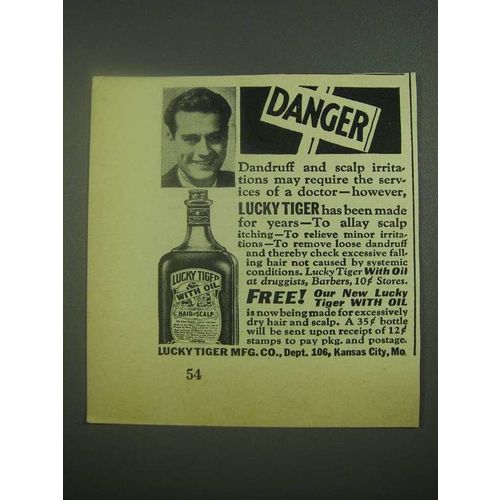 DANGER
Dandruff and scalp irrita-
tions may require the serv-
ices of a doctor—however,
LUCKY TIGER has been made
for years—To allay scalp
itching—To relieve minor irrita-
tions—To remove loose dandruff
and thereby check excessive fall-
ing hair not caused by systemic
conditions. Lucky Tiger With Oil
at druggists, Barbers, 10¢ Stores.
FREE! Our New Lucky
Tiger WITH OIL
is now being made for excessively
dry hair and scalp. A 35¢ bottle
will be sent upon receipt of 12¢
stamps to pay pkg. and postage.
LUCKY TIGER
WITH OIL
HAIR AND SCALP
LUCKY TIGER MFG. CO., Dept. 106, Kansas City, Mo.
54